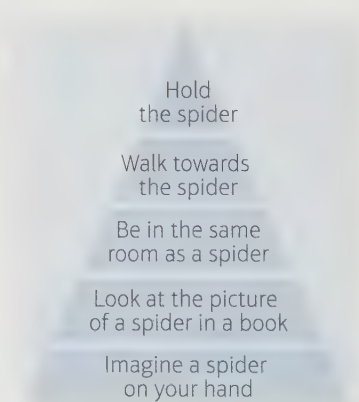 Hold
the spider
Walk towards
the spider
Be in the same
room as a spider
Look at the picture
of a spider in a book
Imagine a spider
on your hand